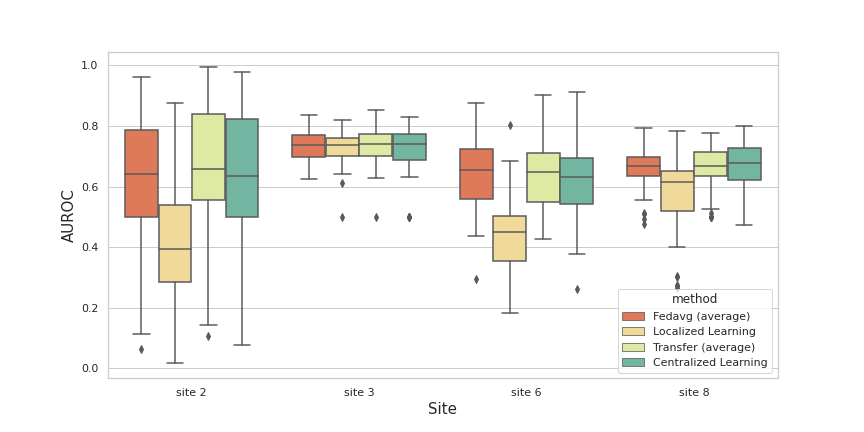 1.0
0.8
0.6
0.4
0.2
0.0
AUROC
site 2
site 3
site 6
site 8
Site
method
Fedavg (average)
Localized Learning
Transfer (average)
Centralized Learning